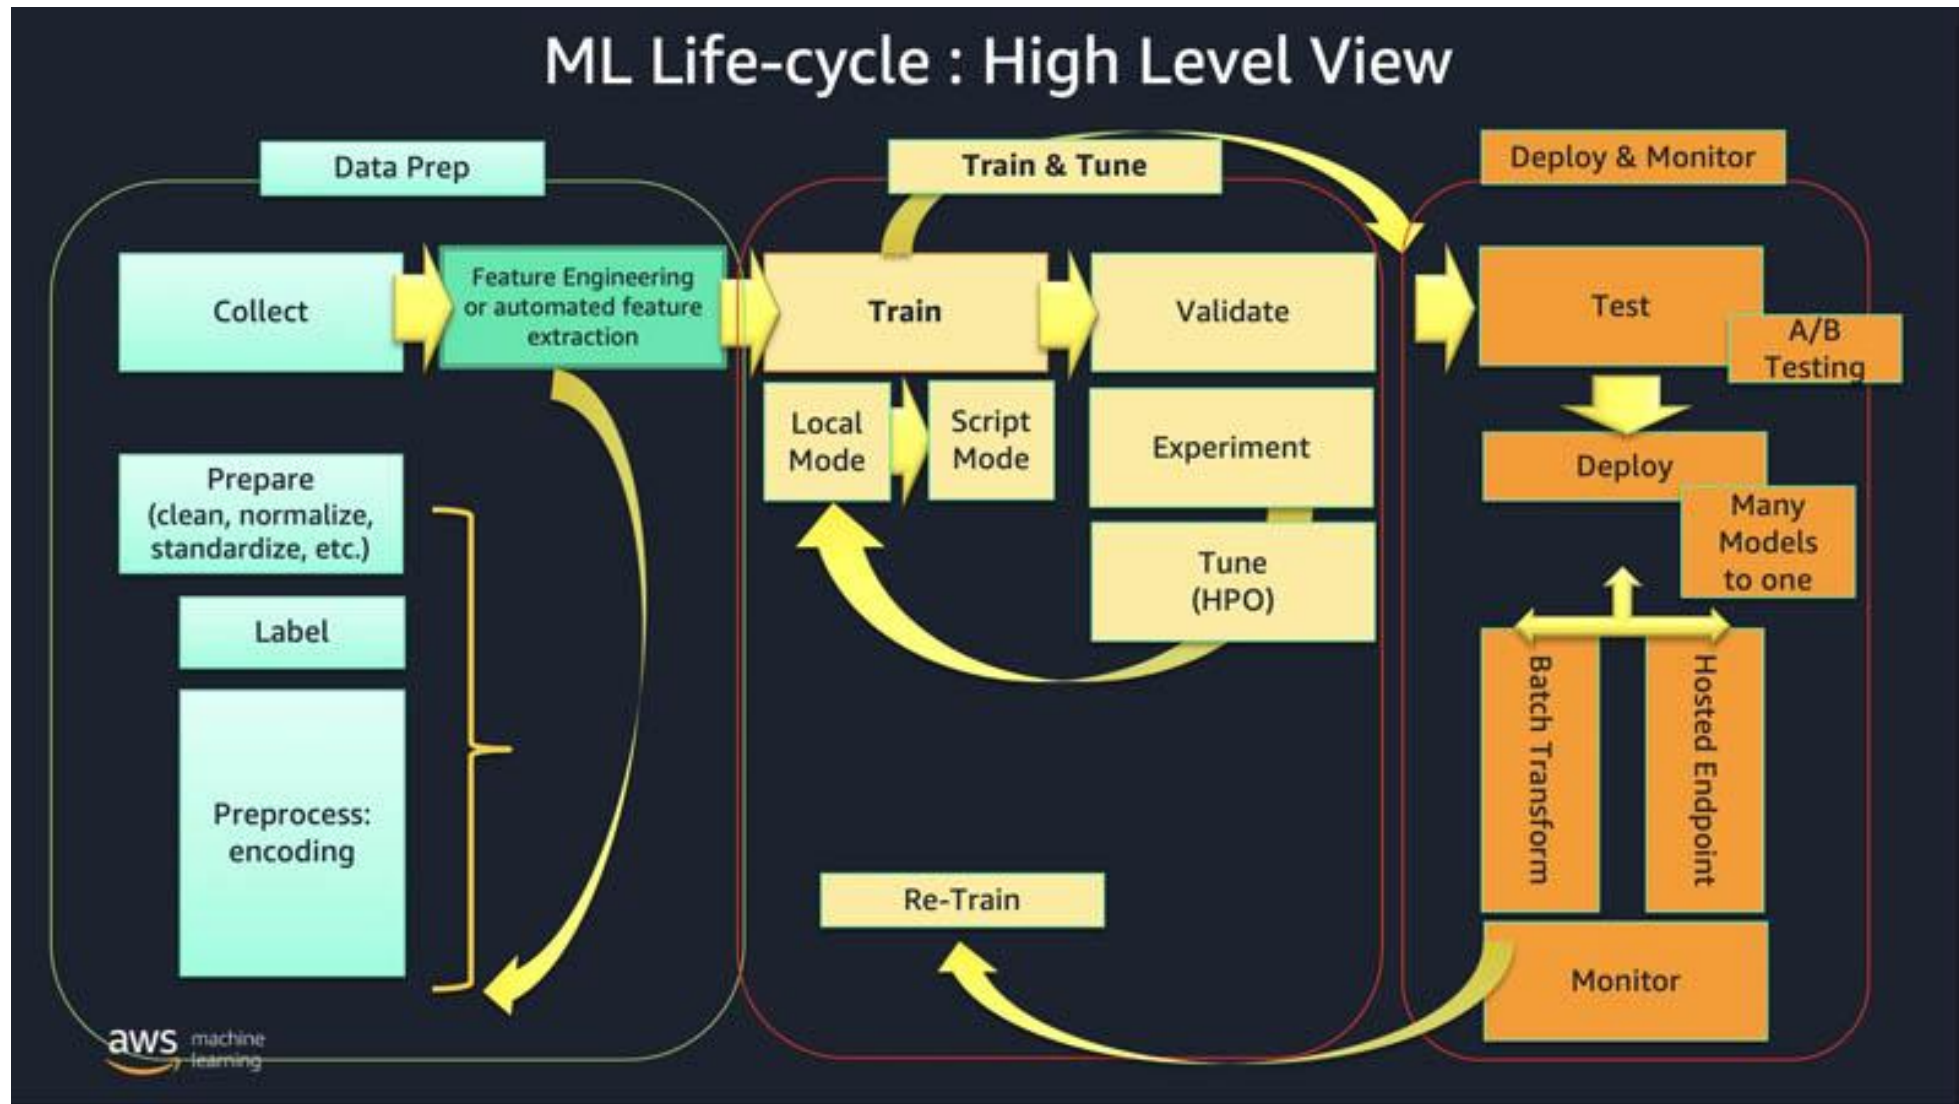 ML Life-cycle : High Level View
Data Prep
Collect
Feature Engineering
or automated feature
extraction
Prepare
(clean, normalize,
standardize, etc.)
Label
Preprocess:
encoding
Train & Tune
Train
Validate
Local
Mode
Script
Mode
Experiment
Tune
(HPO)
Re-Train
Deploy & Monitor
Test
A/B
Testing
Deploy
Many
Models
to one
Batch Transform
Hosted Endpoint
Monitor
aws
machine
learning